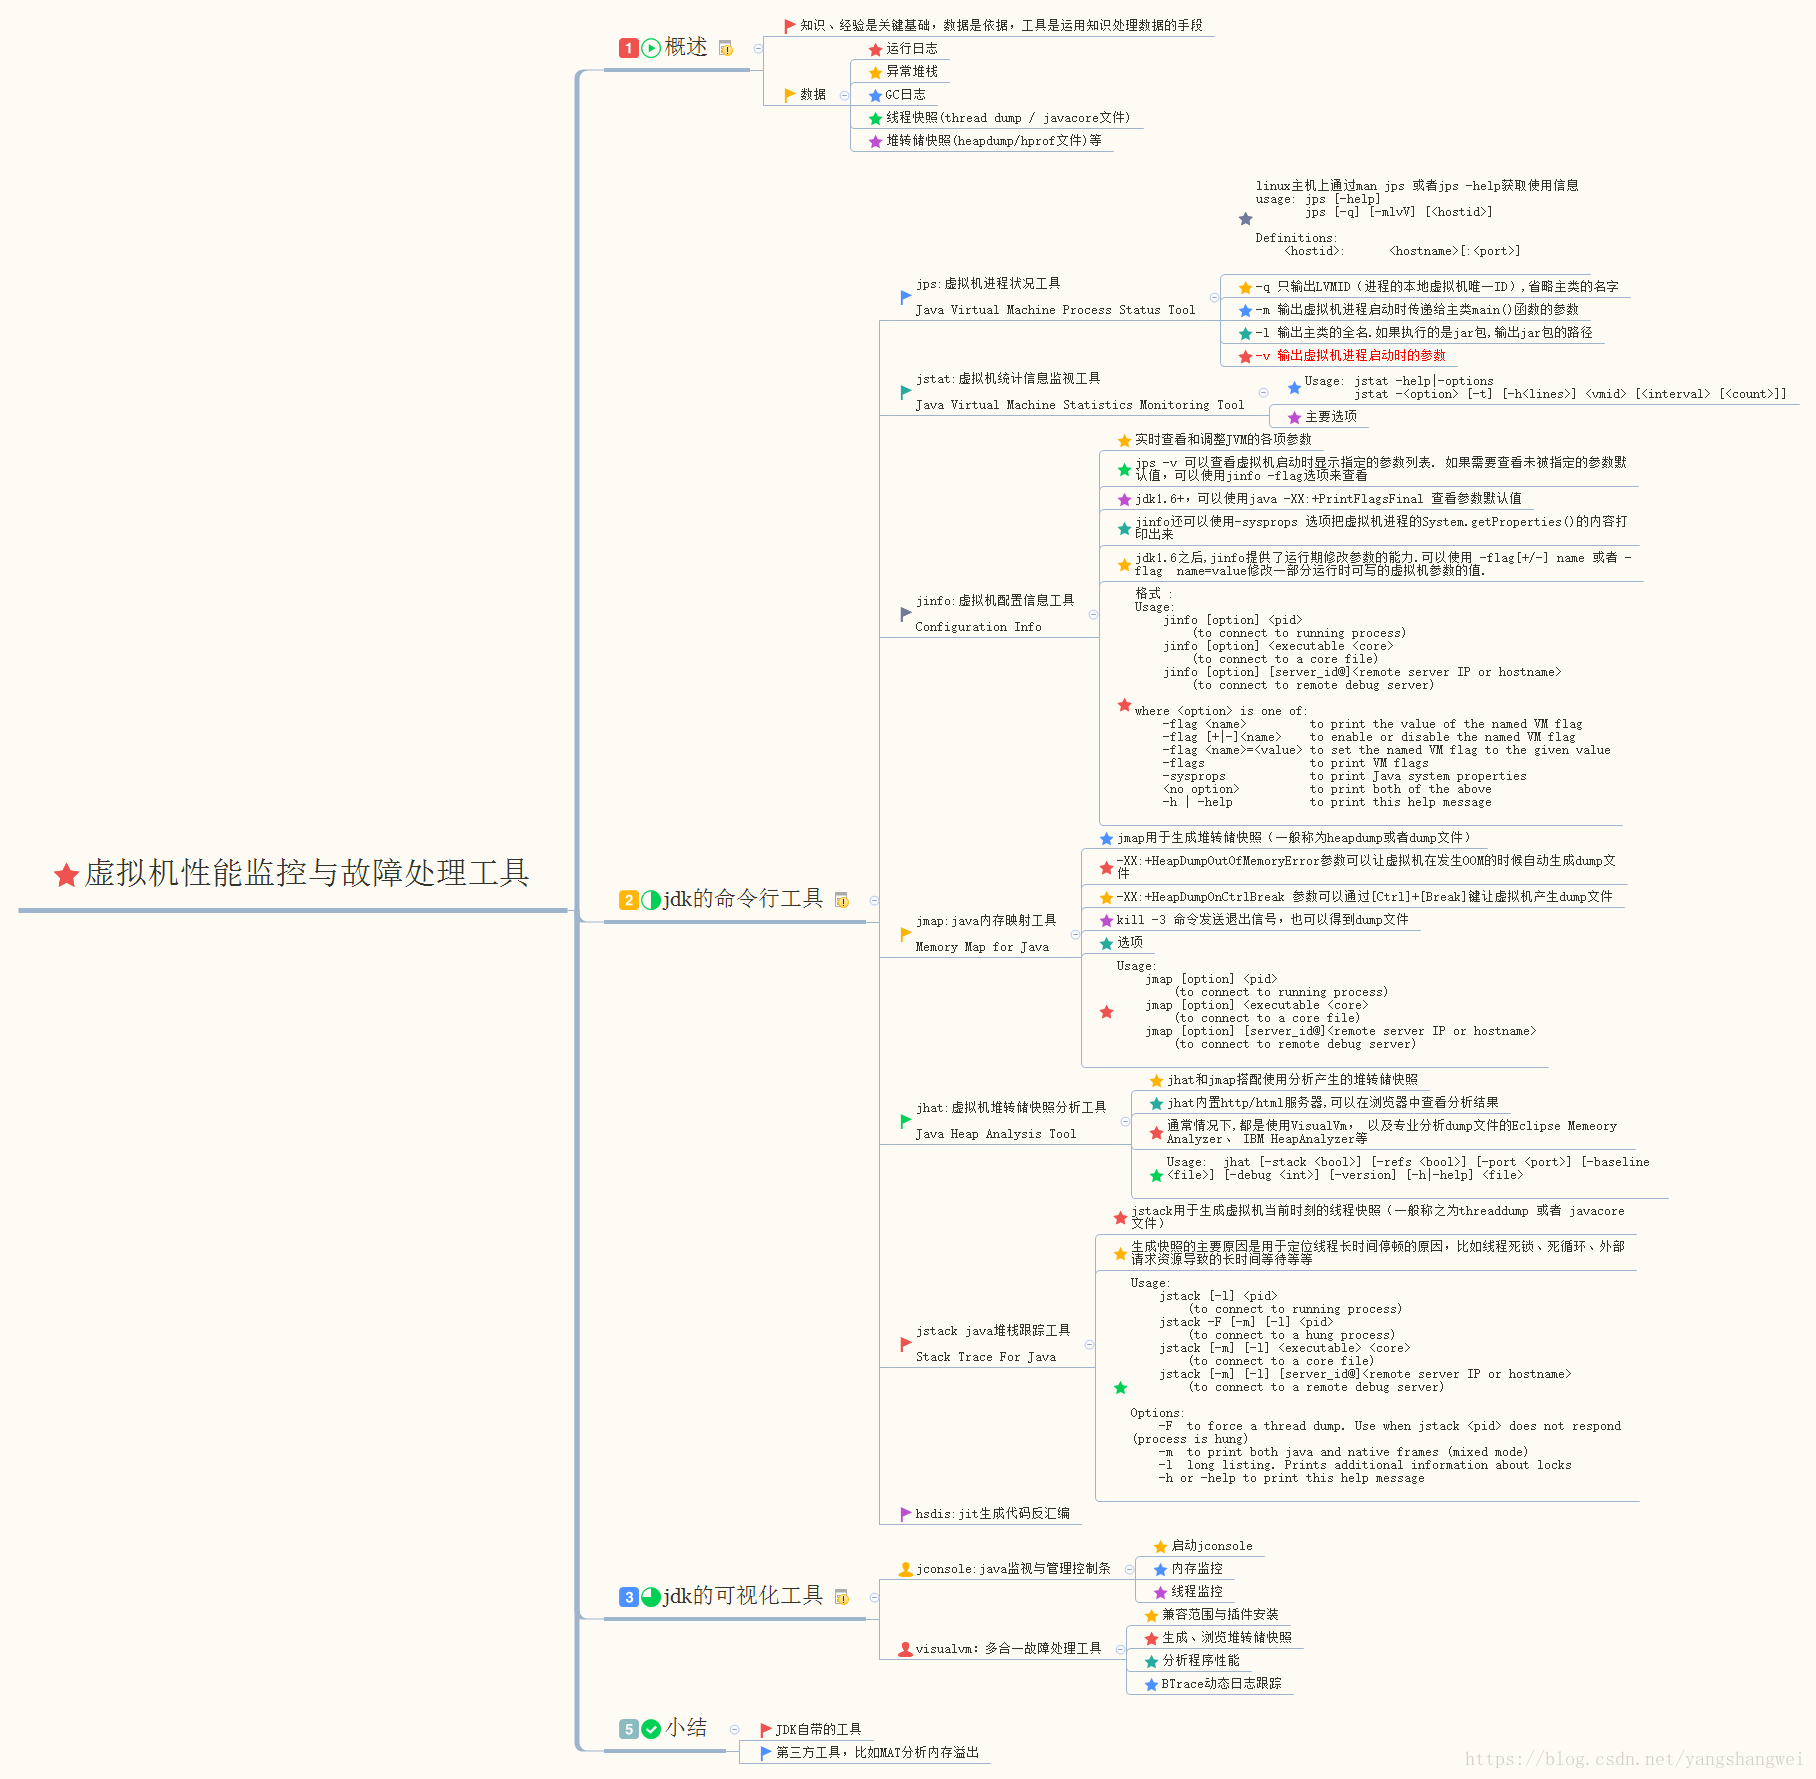 虚拟机性能监控与故障处理工具
1 概述
知识、经验是关键基础，数据是依据，工具是运用知识处理数据的手段
数据
运行日志
异常堆栈
GC日志
线程快照(thread dump / javacore文件)
堆转储快照(heapdump/hprof文件)等
2 jdk的命令行工具
jps:虚拟机进程状况工具
Java Virtual Machine Process Status Tool
linux主机上通过man jps 或者jps -help获取使用信息
usage: jps [-help]
jps [-q] [-mlvV] [<hostid>]
Definitions:
<hostid>:      <hostname>[:<port>]
-q 只输出LVMID（进程的本地虚拟机唯一ID）,省略主类的名字
-m 输出虚拟机进程启动时传递给主类main()函数的参数
-l 输出主类的全名.如果执行的是jar包,输出jar包的路径
-v 输出虚拟机进程启动时的参数
jstat:虚拟机统计信息监视工具
Java Virtual Machine Statistics Monitoring Tool
Usage: jstat -help|-options
jstat -<option> [-t] [-h<lines>] <vmid> [<interval> [<count>]]
主要选项
jinfo:虚拟机配置信息工具
Configuration Info
实时查看和调整JVM的各项参数
jps -v 可以查看虚拟机启动时显示指定的参数列表. 如果需要查看未被指定的参数默
认值，可以使用jinfo -flag选项来查看
jdk1.6+，可以使用java -XX:+PrintFlagsFinal 查看参数默认值
jinfo还可以使用-sysprops 选项把虚拟机进程的System.getProperties()的内容打
印出来
jdk1.6之后,jinfo提供了运行期修改参数的能力.可以使用 -flag[+/-] name 或者 -
flag  name=value修改一部分运行时可写的虚拟机参数的值.
格式 :
Usage:
jinfo [option] <pid>
(to connect to running process)
jinfo [option] <executable <core>
(to connect to a core file)
jinfo [option] [server_id@]<remote server IP or hostname>
(to connect to remote debug server)
where <option> is one of:
-flag <name>         to print the value of the named VM flag
-flag [+|-]<name>    to enable or disable the named VM flag
-flag <name>=<value> to set the named VM flag to the given value
-flags               to print VM flags
-sysprops            to print Java system properties
<no option>          to print both of the above
-h | -help           to print this help message
jmap:java内存映射工具
Memory Map for Java
jmap用于生成堆转储快照（一般称为heapdump或者dump文件）
-XX:+HeapDumpOutOfMemoryError参数可以让虚拟机在发生OOM的时候自动生成dump文
件
-XX:+HeapDumpOnCtrlBreak 参数可以通过[Ctrl]+[Break]键让虚拟机产生dump文件
kill -3 命令发送退出信号，也可以得到dump文件
选项
Usage:
jmap [option] <pid>
(to connect to running process)
jmap [option] <executable <core>
(to connect to a core file)
jmap [option] [server_id@]<remote server IP or hostname>
(to connect to remote debug server)
jhat:虚拟机堆转储快照分析工具
Java Heap Analysis Tool
jhat和jmap搭配使用分析产生的堆转储快照
jhat内置http/html服务器,可以在浏览器中查看分析结果
通常情况下,都是使用VisualVm， 以及专业分析dump文件的Eclipse Memeory
Analyzer、 IBM HeapAnalyzer等
Usage:  jhat [-stack <bool>] [-refs <bool>] [-port <port>] [-baseline
<file>] [-debug <int>] [-version] [-h|-help] <file>
jstack java堆栈跟踪工具
Stack Trace For Java
jstack用于生成虚拟机当前时刻的线程快照（一般称之为threaddump 或者 javacore
文件）
生成快照的主要原因是用于定位线程长时间停顿的原因，比如线程死锁、死循环、外部
请求资源导致的长时间等待等等
Usage:
jstack [-l] <pid>
(to connect to running process)
jstack -F [-m] [-l] <pid>
(to connect to a hung process)
jstack [-m] [-l] <executable> <core>
(to connect to a core file)
jstack [-m] [-l] [server_id@]<remote server IP or hostname>
(to connect to a remote debug server)
Options:
-F  to force a thread dump. Use when jstack <pid> does not respond
(process is hung)
-m  to print both java and native frames (mixed mode)
-l  long listing. Prints additional information about locks
-h or -help to print this help message
hsdis:jit生成代码反汇编
3 jdk的可视化工具
jconsole:java监视与管理控制条
启动jconsole
内存监控
线程监控
visualvm: 多合一故障处理工具
兼容范围与插件安装
生成、浏览堆转储快照
分析程序性能
BTrace动态日志跟踪
5 小结
JDK自带的工具
第三方工具，比如MAT分析内存溢出
https://blog.csdn.net/yangshangwei